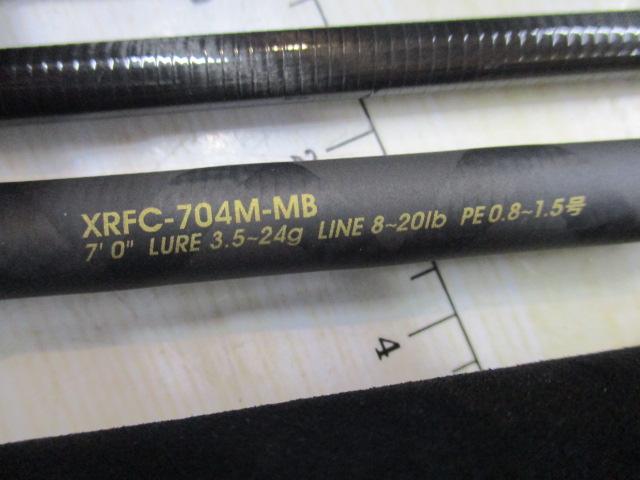 XRFC-704M-MB
7' 0" LURE 3.5~24g LINE 8~20lb PE 0.8~1.5号
4